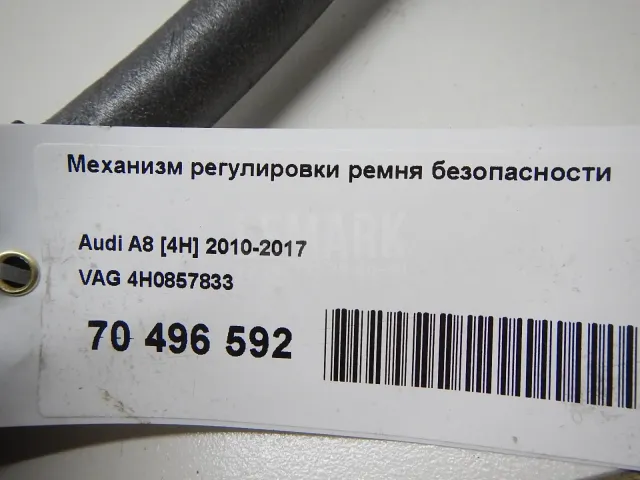 Механизм регулировки ремня безопасности
Audi A8 [4H] 2010-2017
VAG 4H0857833
70 496 592